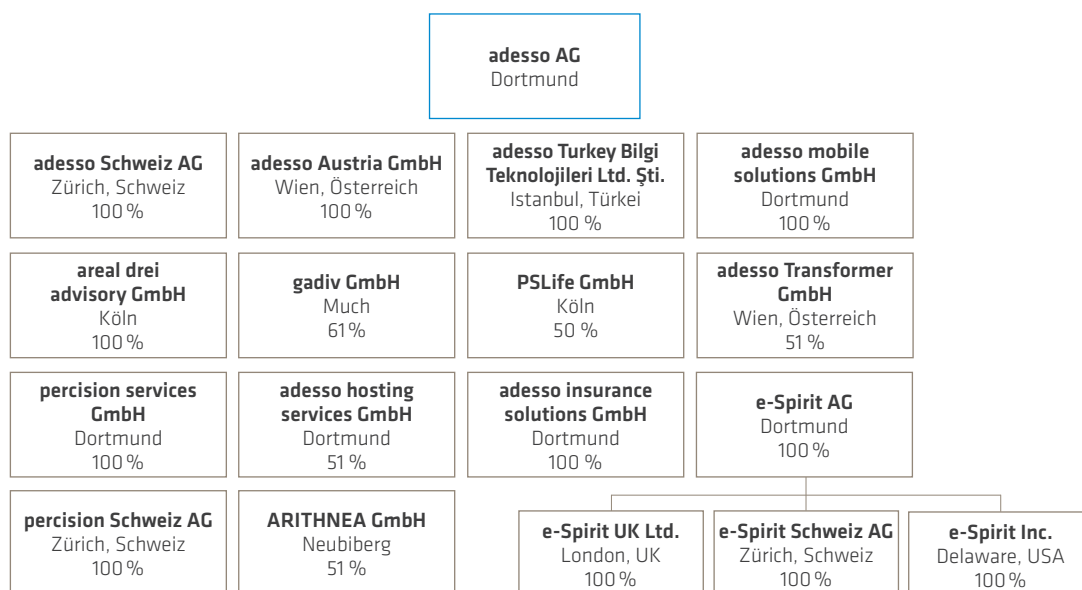 adesso AG
Dortmund
adesso Schweiz AG
Zürich, Schweiz
100 %
adesso Austria GmbH
Wien, Österreich
100 %
adesso Turkey Bilgi
Teknolojileri Ltd. Şti.
Istanbul, Türkei
100 %
adesso mobile
solutions GmbH
Dortmund
100 %
areal drei
advisory GmbH
Köln
100 %
gadiv GmbH
Much
61 %
PSLife GmbH
Köln
50 %
adesso Transformer
GmbH
Wien, Österreich
51 %
percision services
GmbH
Dortmund
100 %
adesso hosting
services GmbH
Dortmund
51 %
adesso insurance
solutions GmbH
Dortmund
100 %
e-Spirit AG
Dortmund
100 %
percision Schweiz AG
Zürich, Schweiz
100 %
ARITHNEA GmbH
Neubiberg
51 %
e-Spirit UK Ltd.
London, UK
100 %
e-Spirit Schweiz AG
Zürich, Schweiz
100 %
e-Spirit Inc.
Delaware, USA
100 %